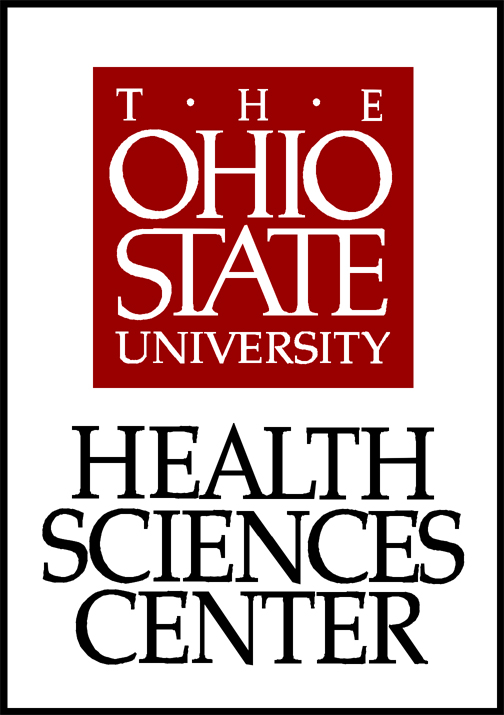 T · H · E
OHIO
STATE
UNIVERSITY
HEALTH
SCIENCES
CENTER